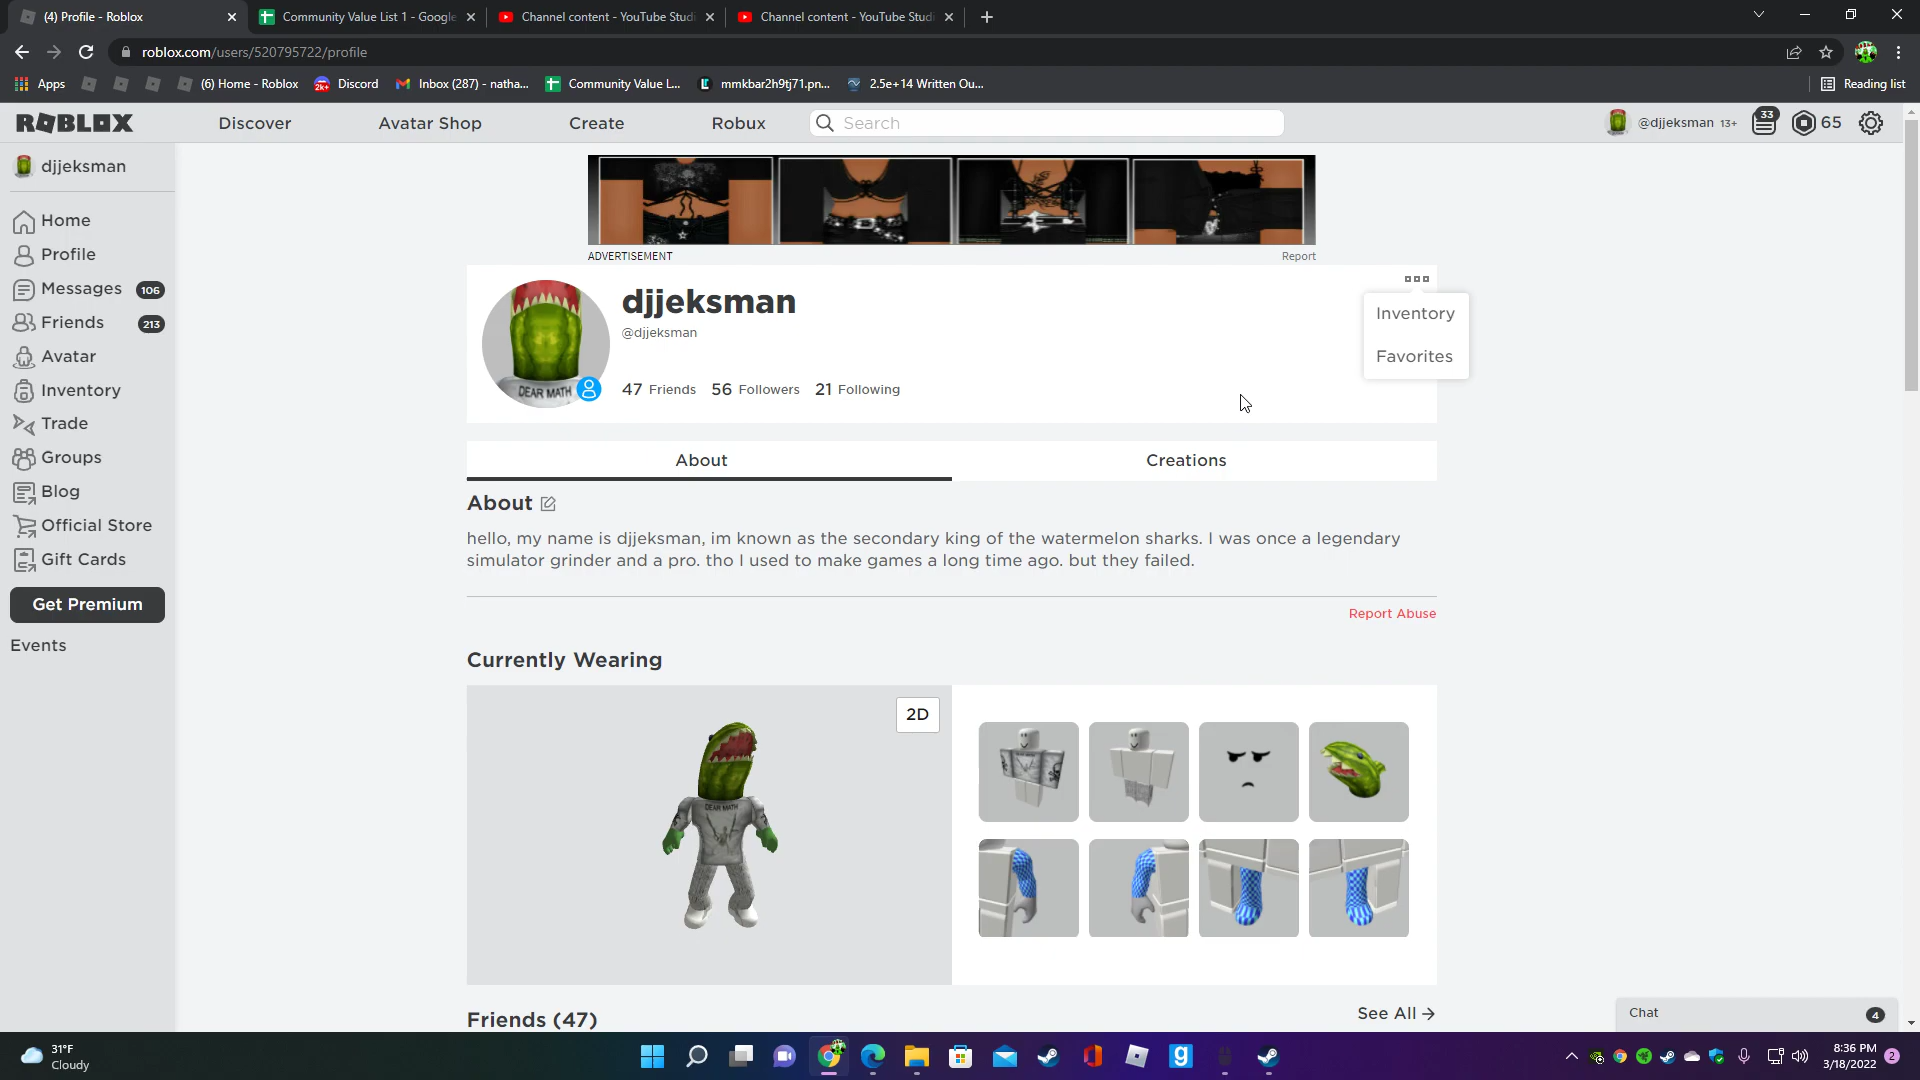 (4) Profile - Roblox
Community Value List 1 - Google
Channel content - YouTube Studi
Channel content - YouTube Studi
roblox.com/users/520795722/profile
Apps
(6) Home - Roblox
Discord
Inbox (287) - natha...
Community Value L...
mmkbar2h9tj71.pn...
2.5e+14 Written Ou...
Reading list
ROBLOX
Discover
Avatar Shop
Create
Robux
Search
@djjeksman 13+
33
65
djjeksman
Home
Profile
Messages 106
Friends 213
Avatar
Inventory
Trade
Groups
Blog
Official Store
Gift Cards
Get Premium
Events
ADVERTISEMENT
Report
djjeksman
@djjeksman
47 Friends 56 Followers 21 Following
DEAR MATH
Inventory
Favorites
About
Creations
About
hello, my name is djjeksman, im known as the secondary king of the watermelon sharks. I was once a legendary
simulator grinder and a pro. tho I used to make games a long time ago. but they failed.
Report Abuse
Currently Wearing
2D
DEAR MATH
Friends (47)
See All
Chat 4
31°F
Cloudy
8:36 PM
3/18/2022
2